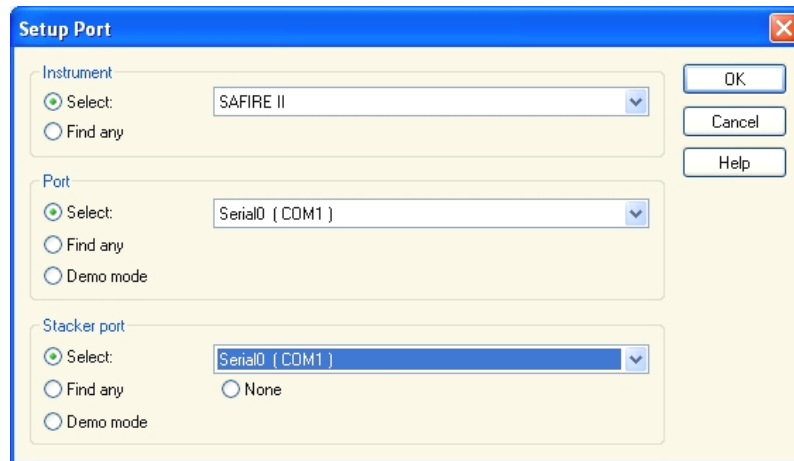 Setup Port
Instrument
Select: SAFIRE II
Find any
Port
Select: Serial0 ( COM1 )
Find any
Demo mode
Stacker port
Select: Serial0 ( COM1 )
Find any None
Demo mode
OK
Cancel
Help